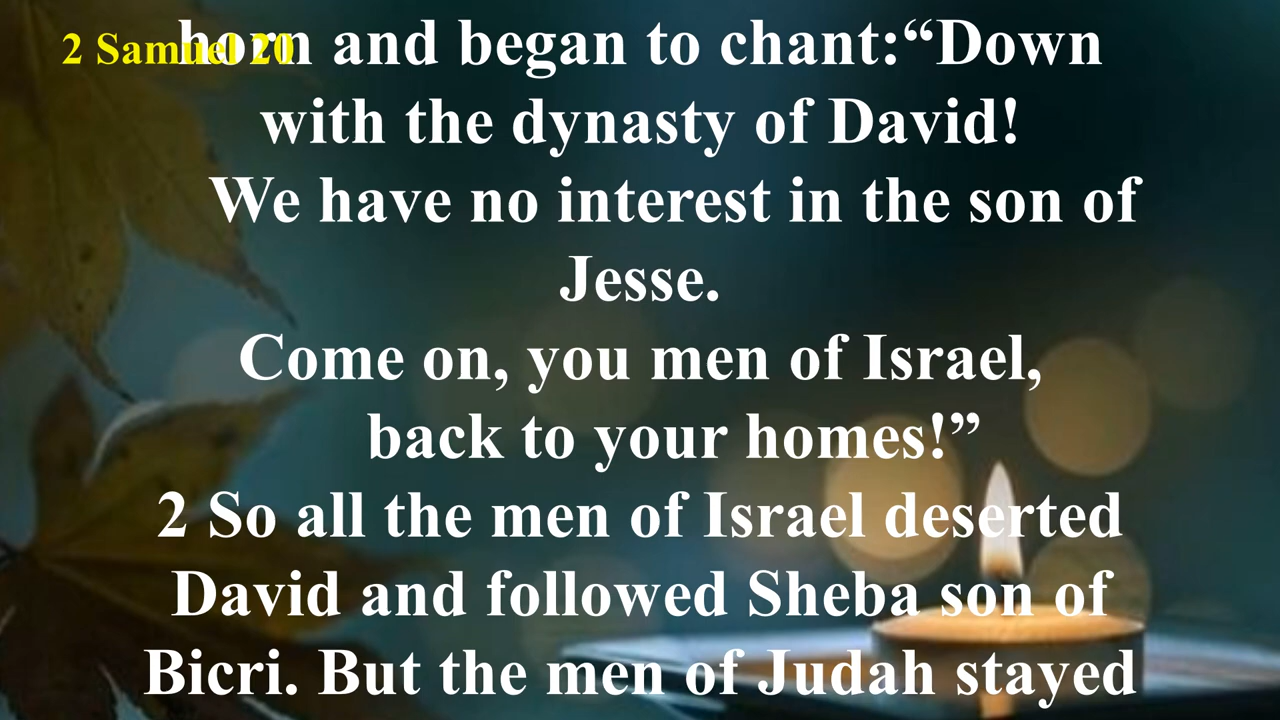 2 Samuel 20
horn and began to chant:“Down
with the dynasty of David!
We have no interest in the son of
Jesse.
Come on, you men of Israel,
back to your homes!”
2 So all the men of Israel deserted
David and followed Sheba son of
Bicri. But the men of Judah stayed